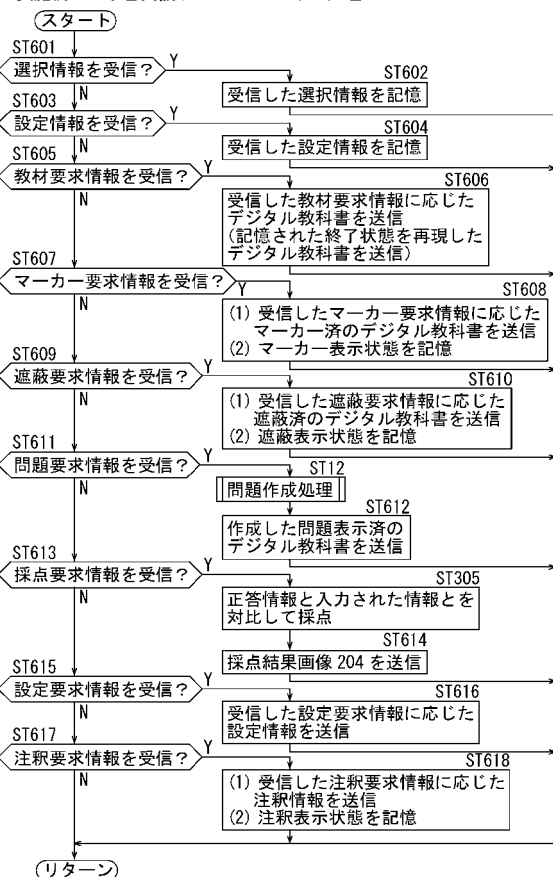 スタート
ST601
選択情報を受信？
Y
N
ST602
受信した選択情報を記憶
ST603
設定情報を受信？
Y
N
ST604
受信した設定情報を記憶
ST605
教材要求情報を受信？
Y
N
ST606
受信した教材要求情報に応じた
デジタル教科書を送信
(記憶された終了状態を再現した
デジタル教科書を送信)
ST607
マーカー要求情報を受信？
Y
N
ST608
(1) 受信したマーカー要求情報に応じた
マーカー済のデジタル教科書を送信
(2) マーカー表示状態を記憶
ST609
遮蔽要求情報を受信？
Y
N
ST610
(1) 受信した遮蔽要求情報に応じた
遮蔽済のデジタル教科書を送信
(2) 遮蔽表示状態を記憶
ST611
問題要求情報を受信？
Y
N
ST12
問題作成処理
ST612
作成した問題表示済の
デジタル教科書を送信
ST613
採点要求情報を受信？
Y
N
ST305
正答情報と入力された情報とを
対比して採点
ST614
採点結果画像204を送信
ST615
設定要求情報を受信？
Y
N
ST616
受信した設定要求情報に応じた
設定情報を送信
ST617
注釈要求情報を受信？
Y
N
ST618
(1) 受信した注釈要求情報に応じた
注釈情報を送信
(2) 注釈表示状態を記憶
リターン